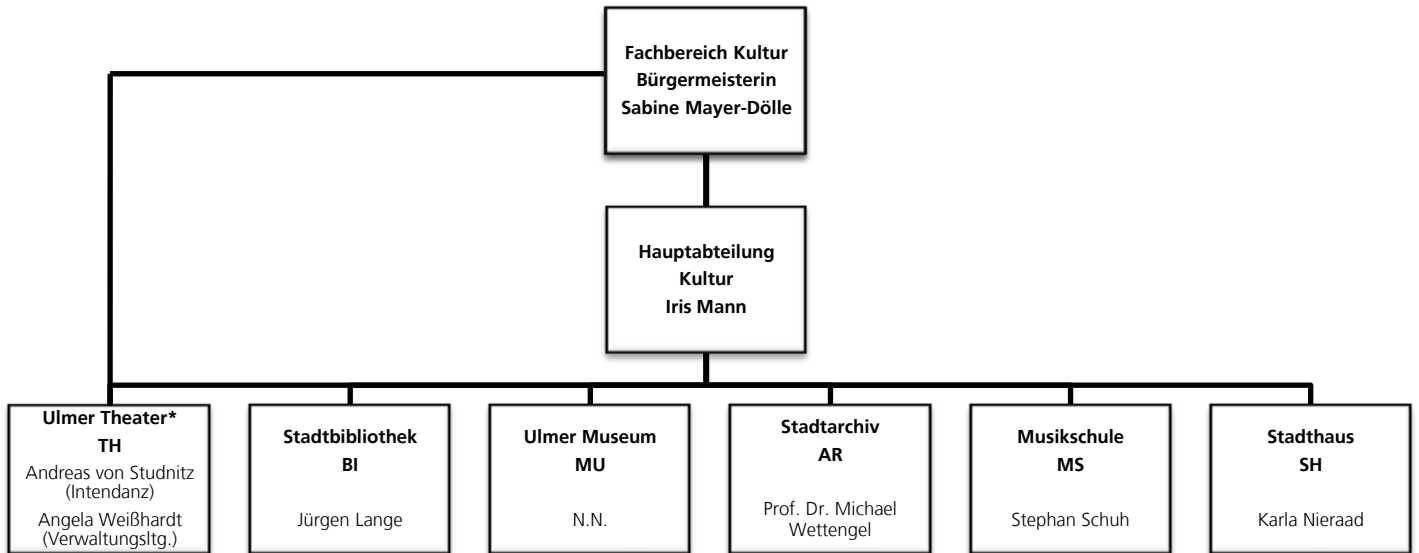 Fachbereich Kultur
Bürgermeisterin
Sabine Mayer-Dölle
Hauptabteilung
Kultur
Iris Mann
Ulmer Theater*
TH
Andreas von Studnitz
(Intendanz)
Angela Weißhardt
(Verwaltungsltg.)
Stadtbibliothek
BI
Jürgen Lange
Ulmer Museum
MU
N.N.
Stadtarchiv
AR
Prof. Dr. Michael
Wettengel
Musikschule
MS
Stephan Schuh
Stadthaus
SH
Karla Nieraad